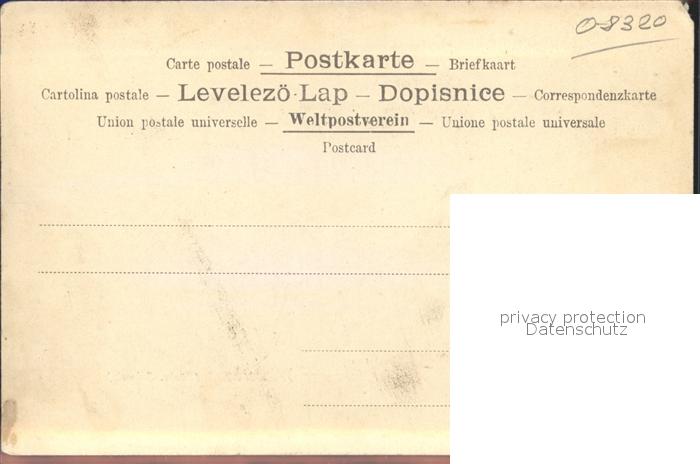 0-8320
Carte postale — Postkarte — Briefkaart
Cartolina postale — Levelezö-Lap — Dopisnice — Correspondenzkarte
Union postale universelle — Weltpostverein — Unione postale universale
Postcard
privacy protection
Datenschutz